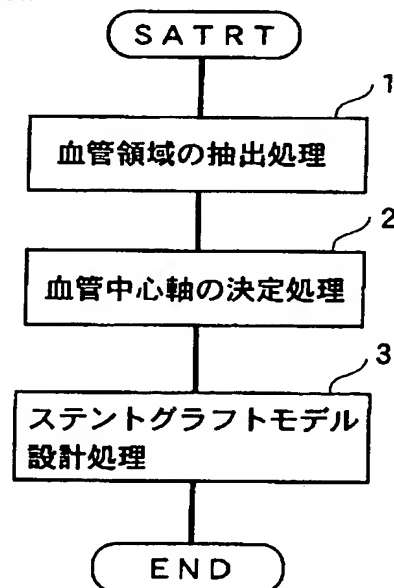 SATRT
1
血管領域の抽出処理
2
血管中心軸の決定処理
3
ステントグラフトモデル
設計処理
END